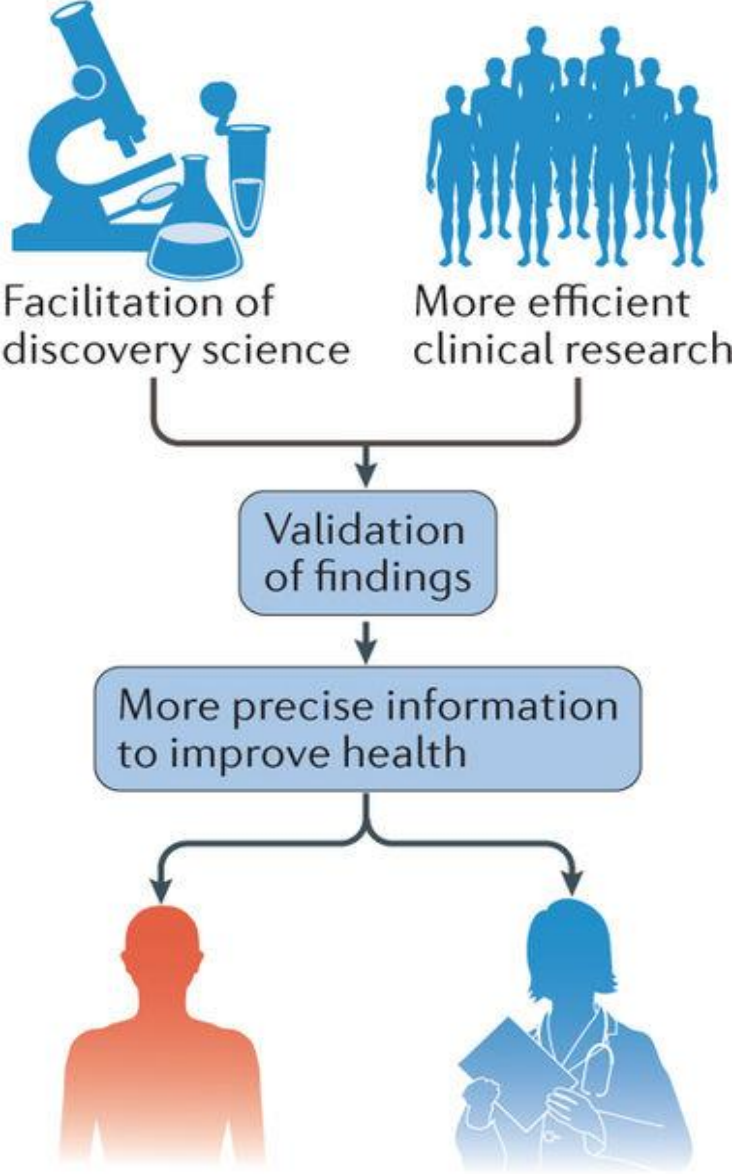 Facilitation of
discovery science
More efficient
clinical research
Validation
of findings
More precise information
to improve health